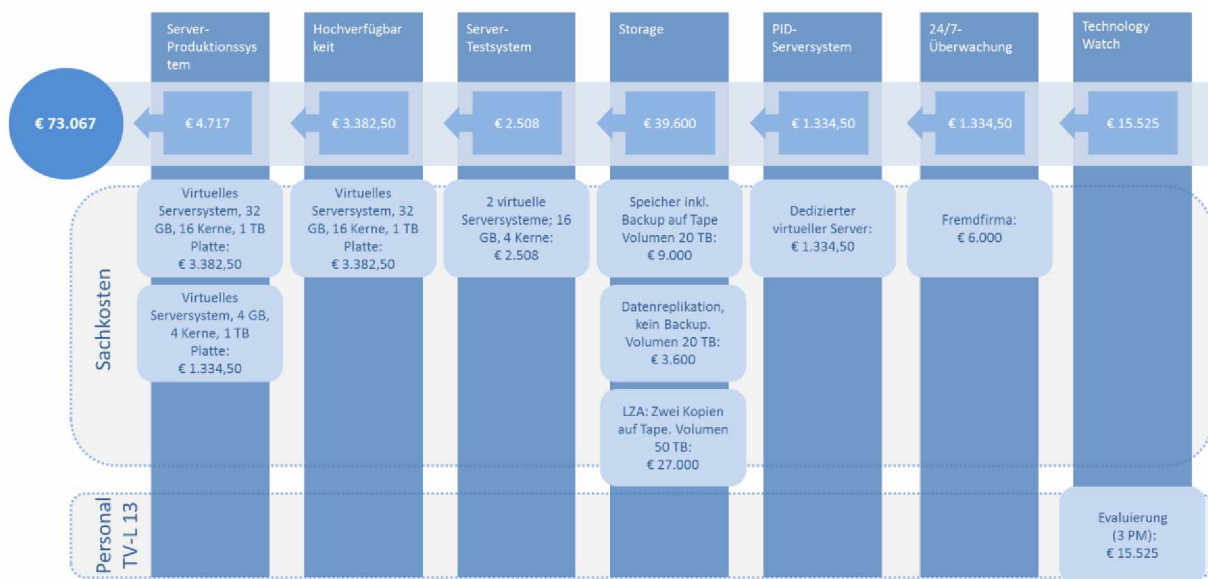 Server-
Produktionssys
tem
Hochverfügbar
keit
Server-
Testsystem
Storage
PID-
Serversystem
24/7-
Überwachung
Technology
Watch
€ 73.067
€ 4.717
€ 3.382,50
€ 2.508
€ 39.600
€ 1.334,50
€ 1.334,50
€ 15.525
Sachkosten
Virtuelles
Serversystem, 32
GB, 16 Kerne, 1 TB
Platte:
€ 3.382,50
Virtuelles
Serversystem, 4 GB,
4 Kerne, 1 TB
Platte:
€ 1.334,50
Virtuelles
Serversystem, 32
GB, 16 Kerne, 1 TB
Platte:
€ 3.382,50
2 virtuelle
Serversysteme; 16
GB, 4 Kerne:
€ 2.508
Speicher inkl.
Backup auf Tape
Volumen 20 TB:
€ 9.000
Datenreplikation,
kein Backup.
Volumen 20 TB:
€ 3.600
LZA: Zwei Kopien
auf Tape. Volumen
50 TB:
€ 27.000
Dedizierter
virtueller Server:
€ 1.334,50
Fremdfirma:
€ 6.000
Personal
TV-L 13
Evaluierung
(3 PM):
€ 15.525